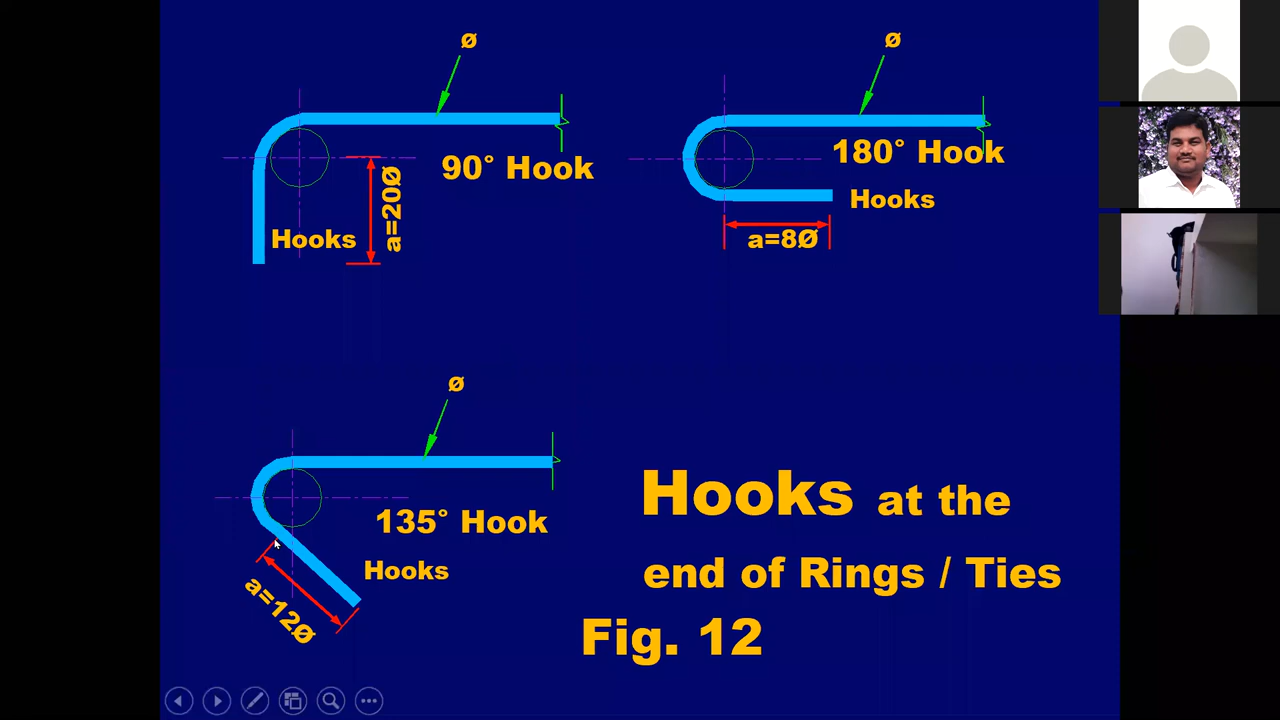 Ø
90° Hook
Hooks
a=20Ø
Ø
180° Hook
Hooks
a=8Ø
Ø
135° Hook
Hooks
a=12Ø
Hooks at the
end of Rings / Ties
Fig. 12